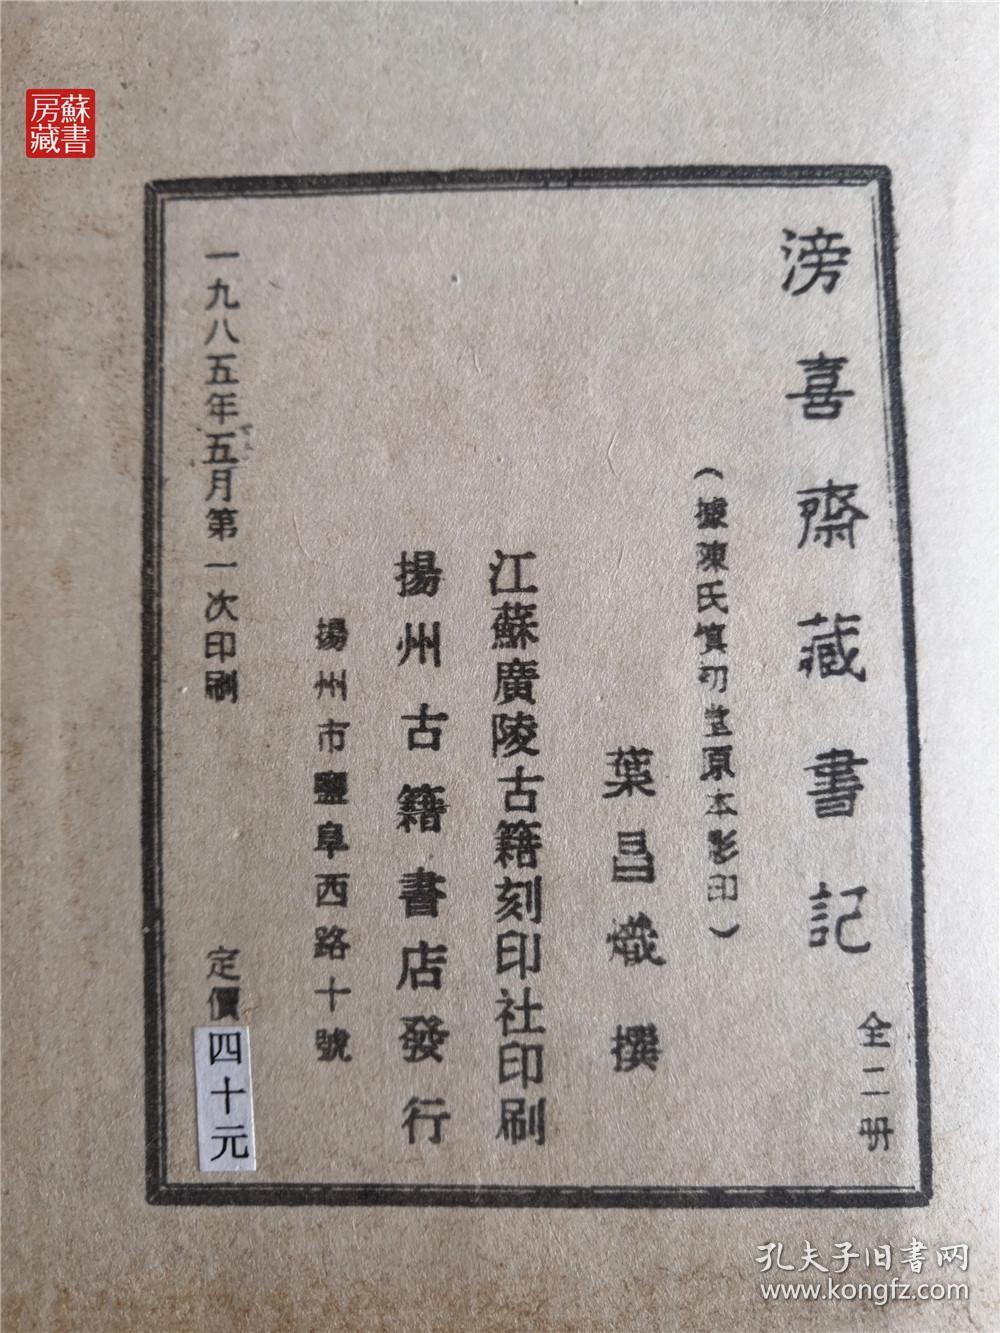 滂喜齋藏書記
全二册
(據陳氏慎初堂原本影印)
葉昌熾撰
江蘇廣陵古籍刻印社印刷
揚州古籍書店發行
揚州市鹽阜西路十號
一九八五年五月第一次印刷
定價四十元
蘇書房藏
孔夫子旧书网
www.kongfz.com